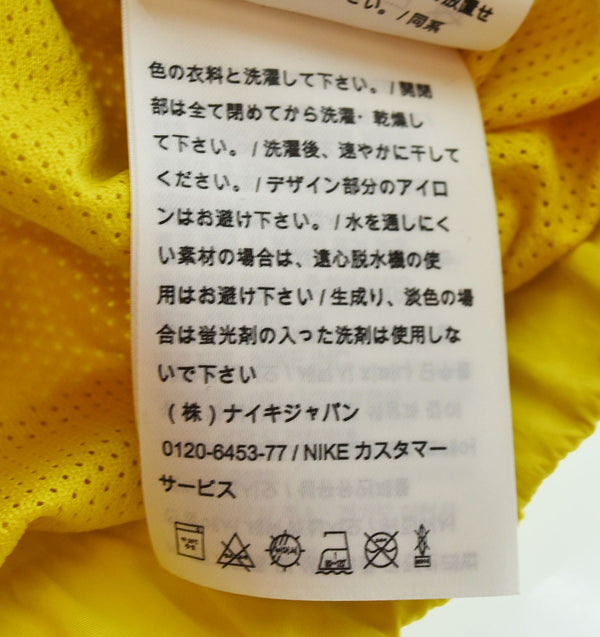 さい。/同系
色の衣料と洗濯して下さい。/開閉
部は全て閉めてから洗濯・乾燥し
て下さい。/洗濯後、速やかに干して
ください。/デザイン部分のアイロ
ンはお避け下さい。/水を通しにく
い素材の場合は、遠心脱水機の使
用はお避け下さい/生成り、淡色の場
合は蛍光剤の入った洗剤は使用しな
いで下さい
(株)ナイキジャパン
0120-6453-77/NIKEカスタマー
サービス